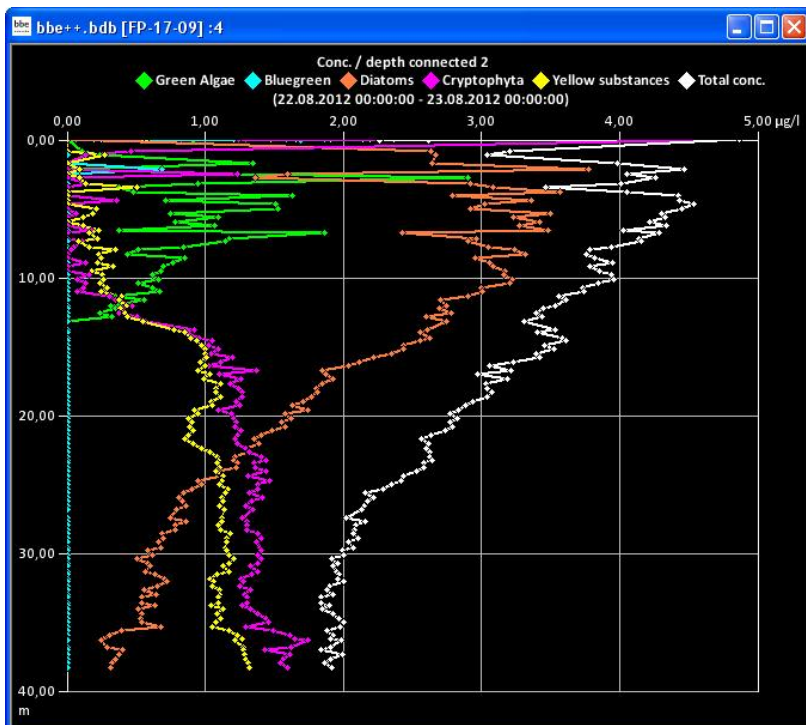 bbe++.bdb [FP-17-09] :4
Conc. / depth connected 2
Green Algae Bluegreen Diatoms Cryptophyta Yellow substances Total conc.
(22.08.2012 00:00:00 - 23.08.2012 00:00:00)
0,00 1,00 2,00 3,00 4,00 5,00 µg/l
0,00
10,00
20,00
30,00
40,00
m